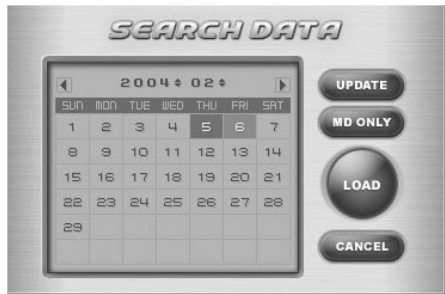 SEARCH DATA
2004 02
SUN MON TUE WED THU FRI SAT
1 2 3 4 5 6 7
8 9 10 11 12 13 14
15 16 17 18 19 20 21
22 23 24 25 26 27 28
29
UPDATE
MD ONLY
LOAD
CANCEL